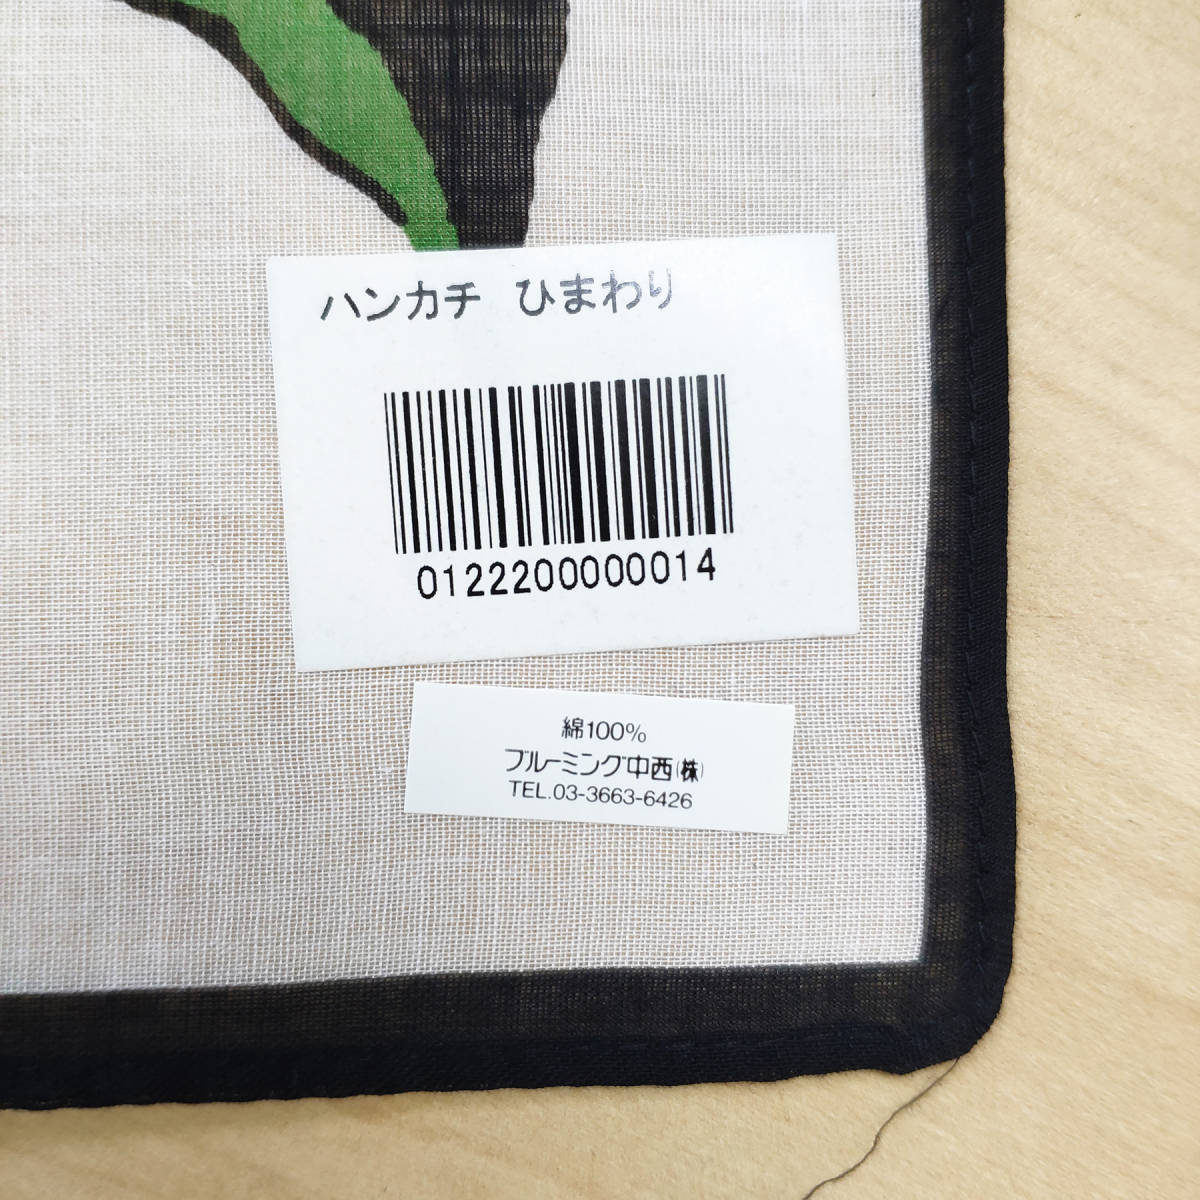 ハンカチ ひまわり
0122200000014
綿100%
ブルーミング中西(株)
TEL.03-3663-6426